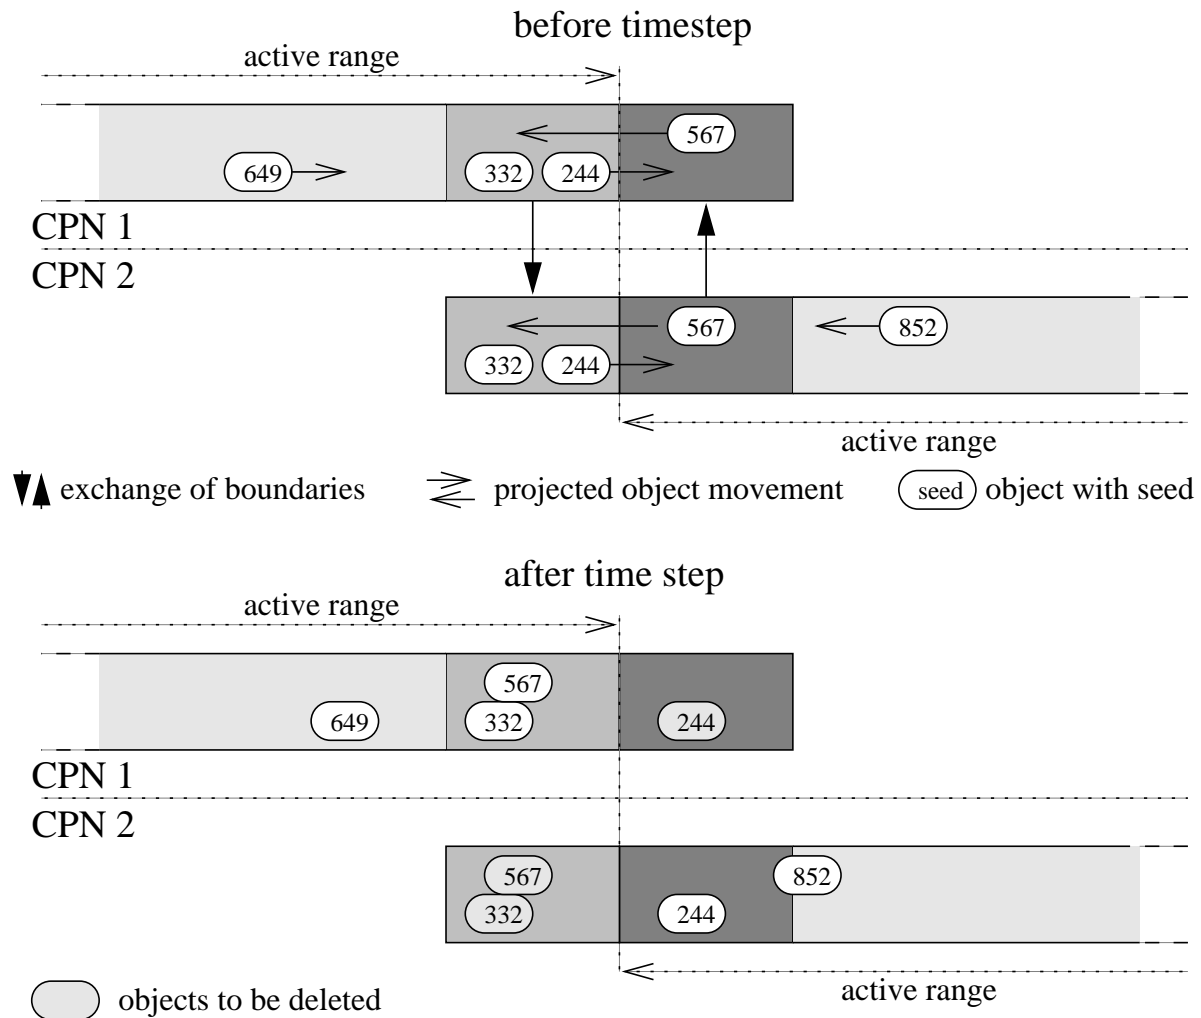 before timestep
active range
567
649
332 244
CPN 1
CPN 2
567
852
332 244
active range
exchange of boundaries
projected object movement
seed
object with seed
after time step
active range
567
649
332
244
CPN 1
CPN 2
567
852
332
244
active range
objects to be deleted